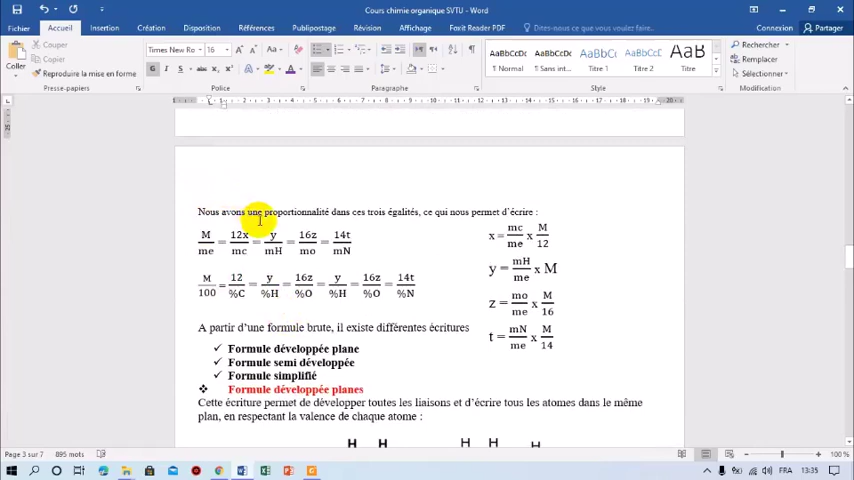 Cours chimie organique SVTU - Word
Fichier Accueil Insertion Création Disposition Références Publipostage Affichage Révision Foxit Reader PDF Dites-nous ce que vous voulez faire. Connexion Partager
Coller
Couper
Copier
Reproduire la mise en forme
Presse-papiers
Times New Ro 16
G I S abc
Police
Paragraphe
AaBbCcDc AaBbCcDc AaBbC AaBbCcC AaB
¶ Normal ¶ Sans int... Titre 1 Titre 2 Titre
Style
Rechercher
Remplacer
Sélectionner
Modification
Nous avons une proportionnalité dans ces trois égalités, ce qui nous permet d'écrire :
M/me = 12x/mc = y/mH = 16z/mo = 14t/mN
M/100 = 12/%C = y/%H = 16z/%O = y/%H = 16z/%O = 14t/%N
x = mc/me x M/12
y = mH/me x M
z = mo/me x M/16
t = mN/me x M/14
A partir d'une formule brute, il existe différentes écritures
✓ Formule développée plane
✓ Formule semi développée
✓ Formule simplifié
❖ Formule développée planes
Cette écriture permet de développer toutes les liaisons et d'écrire tous les atomes dans le même
plan, en respectant la valence de chaque atome :
H H H H H
Page 3 sur 7 895 mots 100 %
FRA 13:35